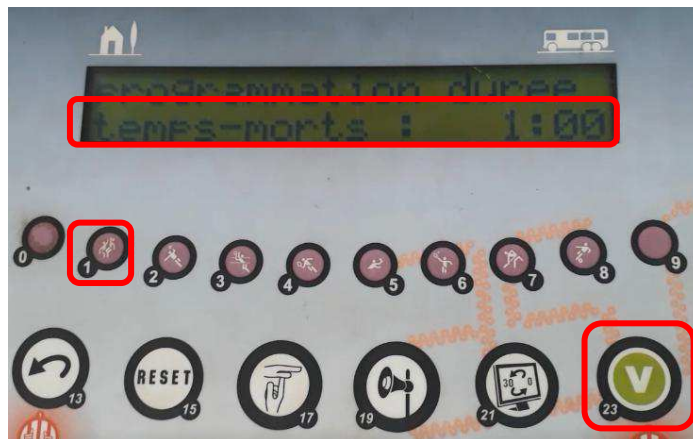 programmation duree
temps-morts : 1:00
0 1 2 3 4 5 6 7 8 9
RESET
30 0
V
13 15 17 19 21 23